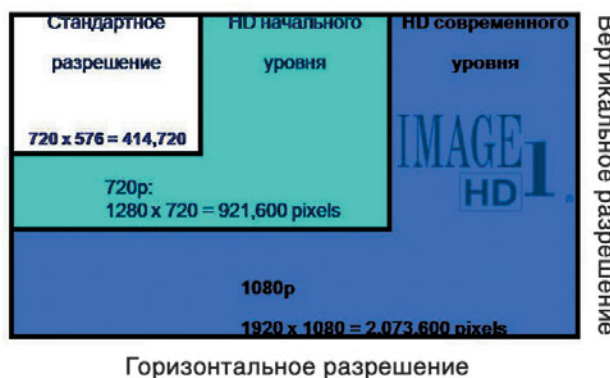 Стандартное
разрешение
720 x 576 = 414,720
HD начального
уровня
720p:
1280 x 720 = 921,600 pixels
HD современного
уровня
IMAGE 1
HD
®
1080p
1920 x 1080 = 2,073,600 pixels
Вертикальное разрешение
Горизонтальное разрешение